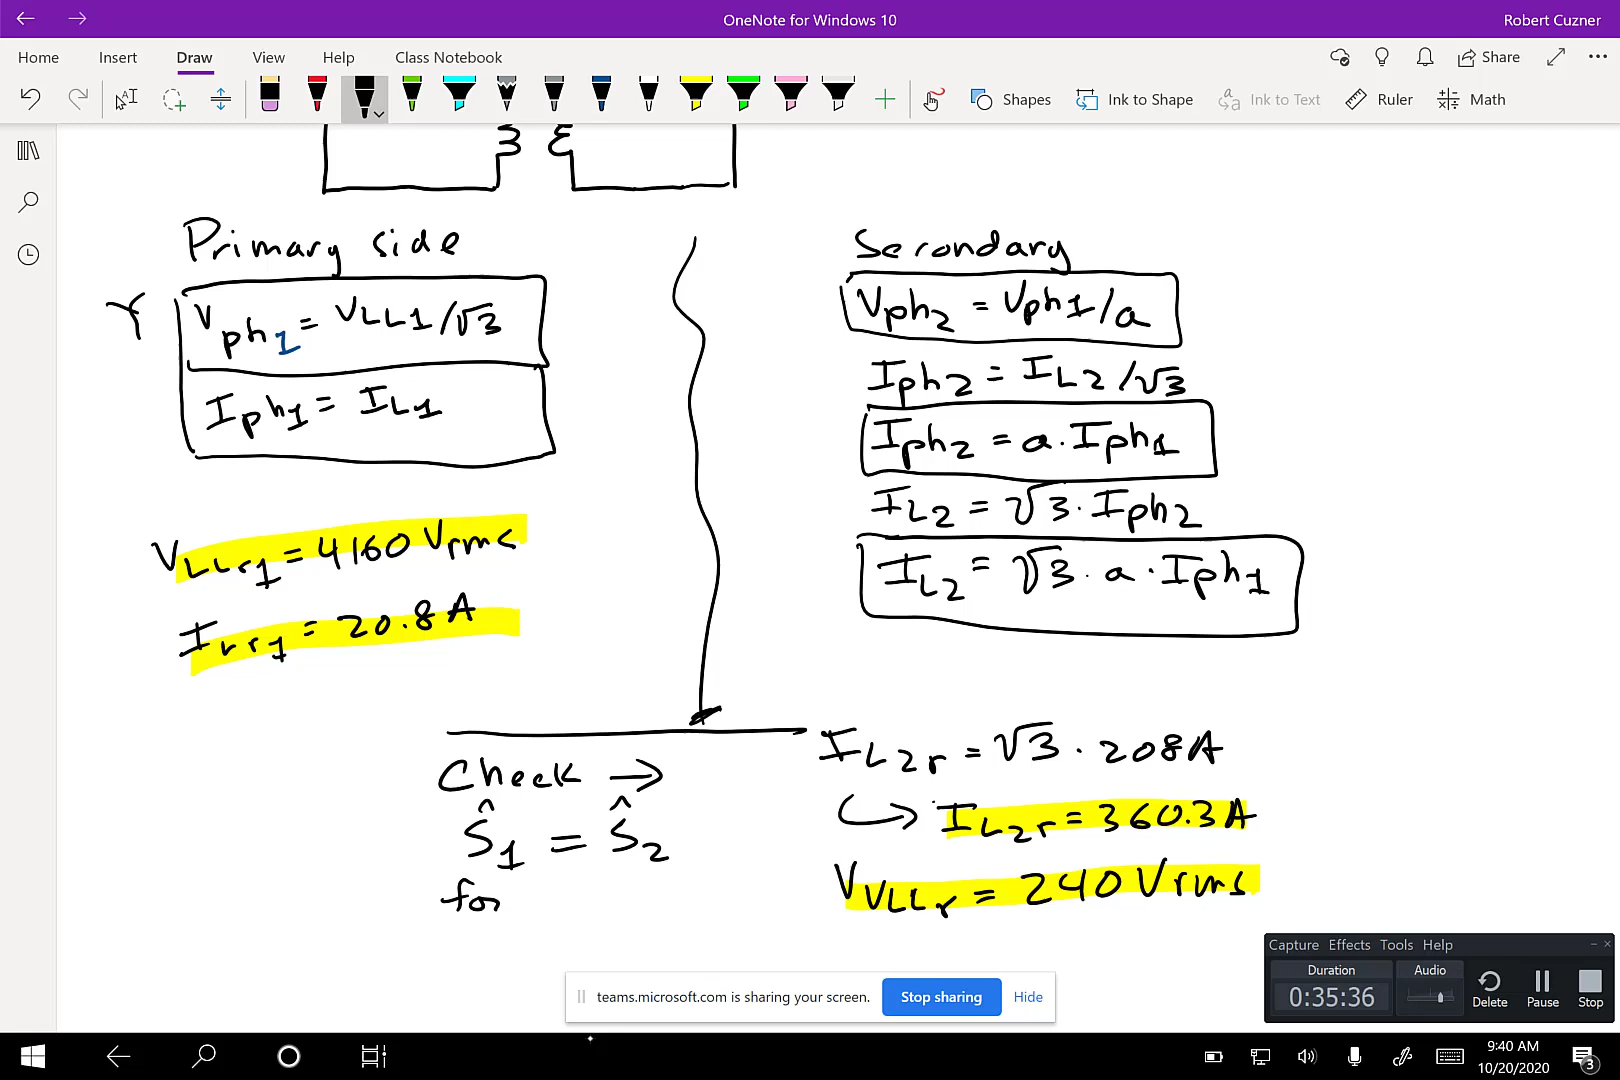 OneNote for Windows 10
Robert Cuzner
Home Insert Draw View Help Class Notebook
Share
Shapes Ink to Shape Ink to Text Ruler Math
Primary side
Secondary
Y
Vph1 = VLL1/√3
Iph1 = IL1
Vph2 = Vph1/a
Iph2 = IL2/√3
Iph2 = a·Iph1
IL2 = √3·Iph2
IL2 = √3·a·Iph1
VLLr1 = 4160 Vrms
ILr1 = 20.8 A
Check →
Ŝ1 = Ŝ2
for
IL2r = √3 · 208A
↳ IL2r = 360.3 A
VVLLr = 240 Vrms
Capture Effects Tools Help
Duration Audio
0:35:36
Delete Pause Stop
teams.microsoft.com is sharing your screen. Stop sharing Hide
9:40 AM
10/20/2020
3